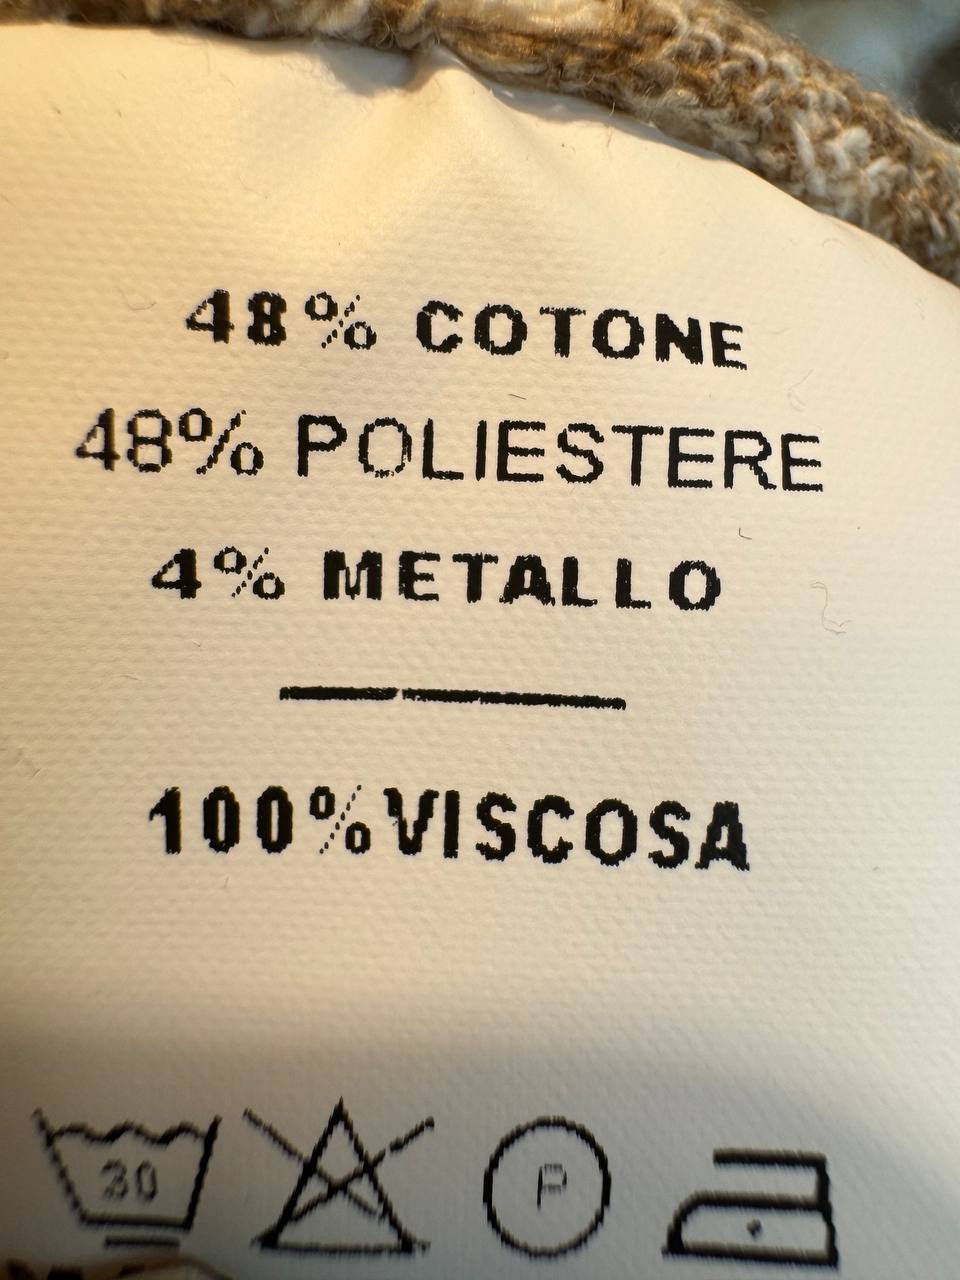 48% COTONE
48% POLIESTERE
4% METALLO
100% VISCOSA
30 P